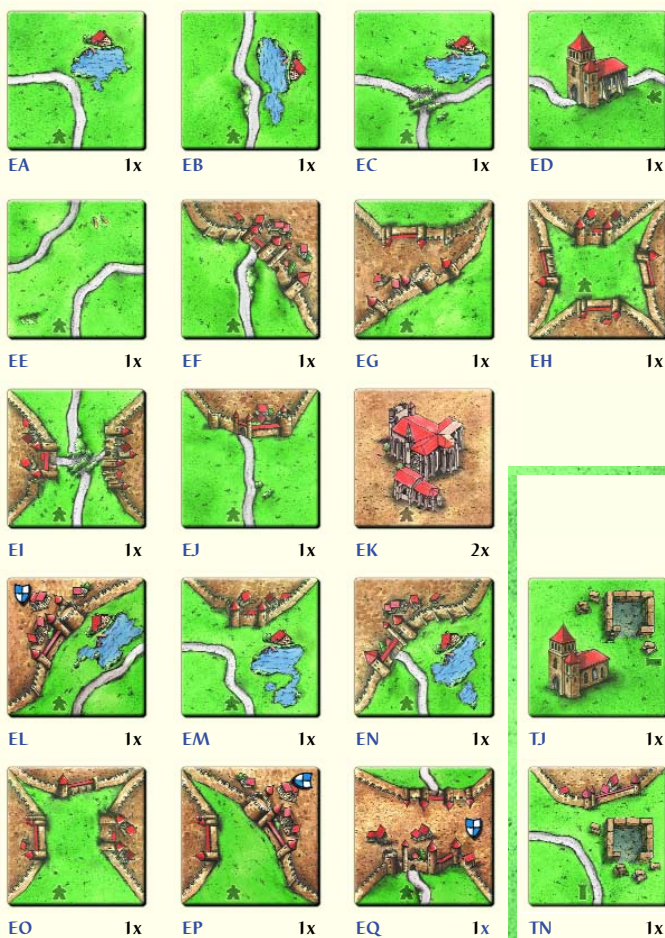 EA 1x EB 1x EC 1x ED 1x
EE 1x EF 1x EG 1x EH 1x
EI 1x EJ 1x EK 2x
EL 1x EM 1x EN 1x TJ 1x
EO 1x EP 1x EQ 1x TN 1x